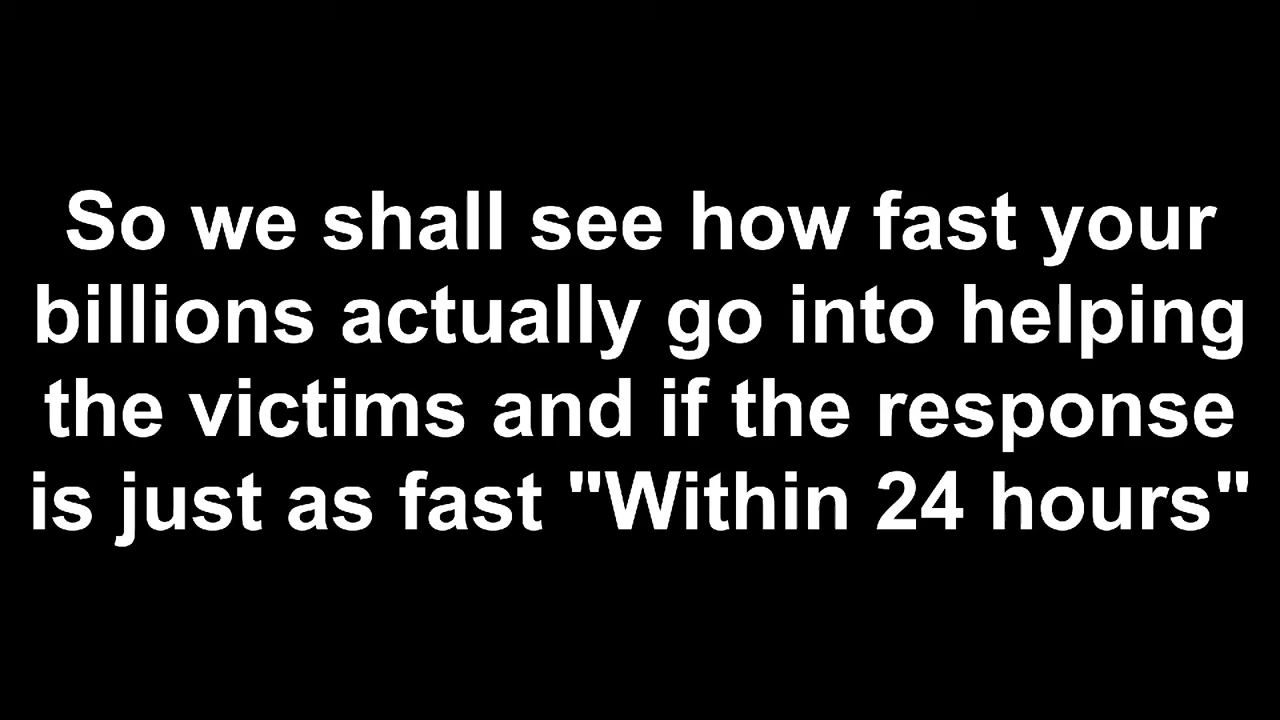 So we shall see how fast your
billions actually go into helping
the victims and if the response
is just as fast "Within 24 hours"